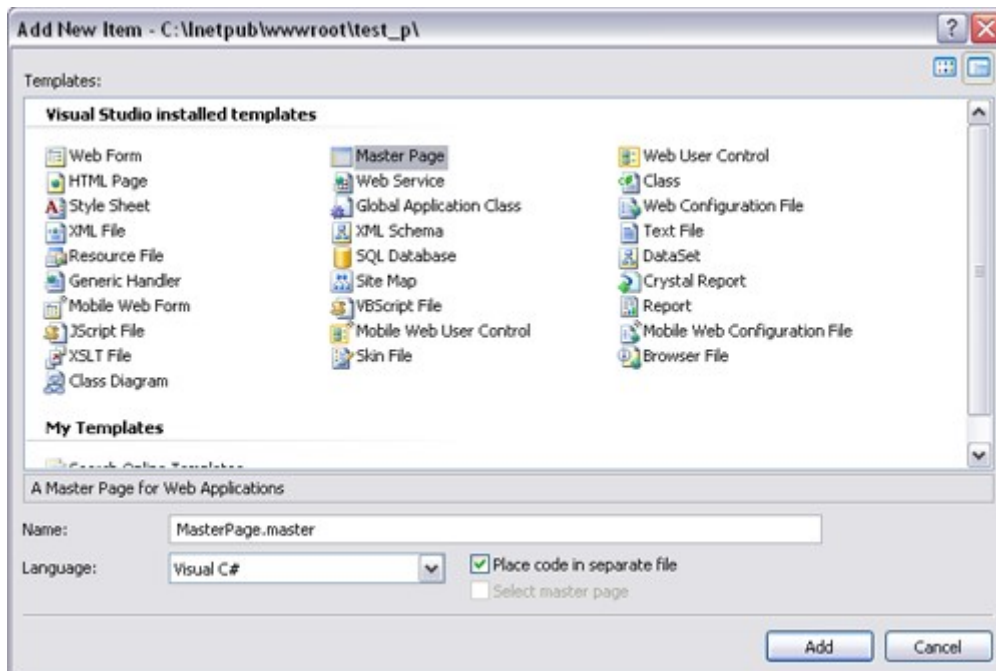 Add New Item - C:\Inetpub\wwwroot\test_p\
Templates:
Visual Studio installed templates
Web Form Master Page Web User Control
HTML Page Web Service Class
Style Sheet Global Application Class Web Configuration File
XML File XML Schema Text File
Resource File SQL Database DataSet
Generic Handler Site Map Crystal Report
Mobile Web Form VBScript File Report
JScript File Mobile Web User Control Mobile Web Configuration File
XSLT File Skin File Browser File
Class Diagram
My Templates
Search Online Templates
A Master Page for Web Applications
Name: MasterPage.master
Language: Visual C# Place code in separate file
Select master page
Add Cancel